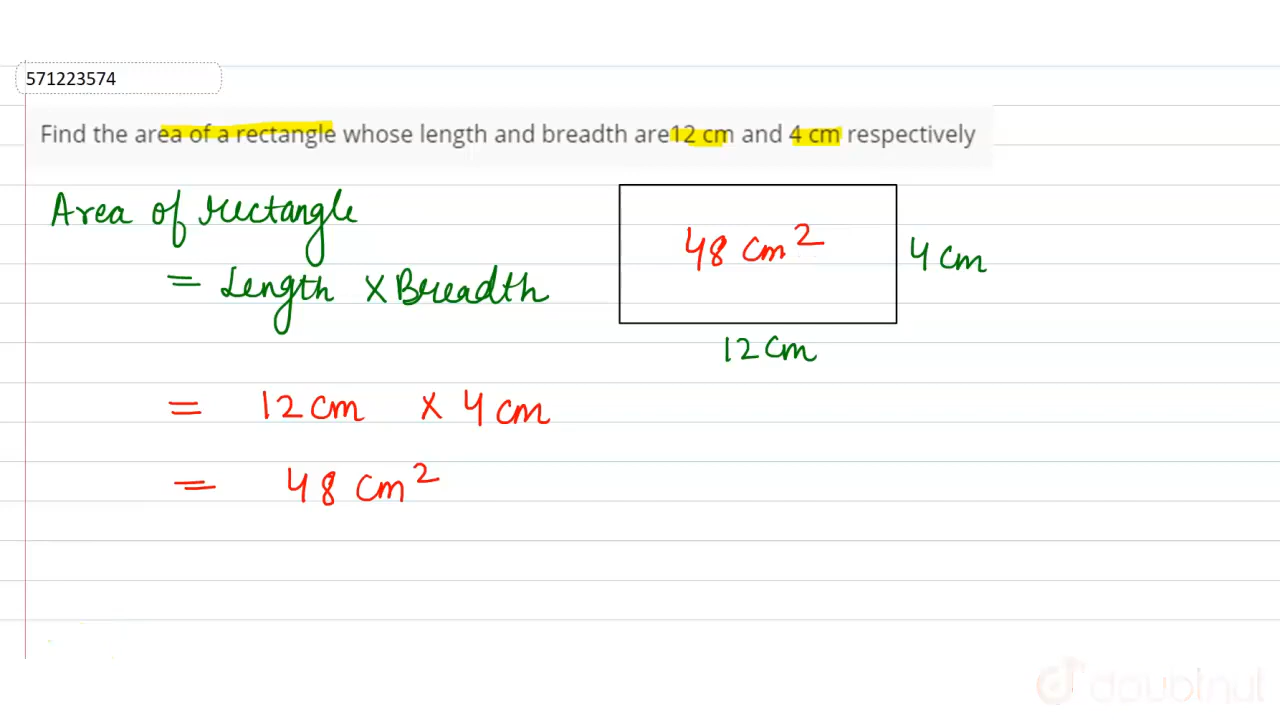 571223574
Find the area of a rectangle whose length and breadth are12 cm and 4 cm respectively
Area of rectangle
= Length × Breadth
48 cm²
4 cm
12 cm
= 12 cm × 4 cm
= 48 cm²
doubtnut